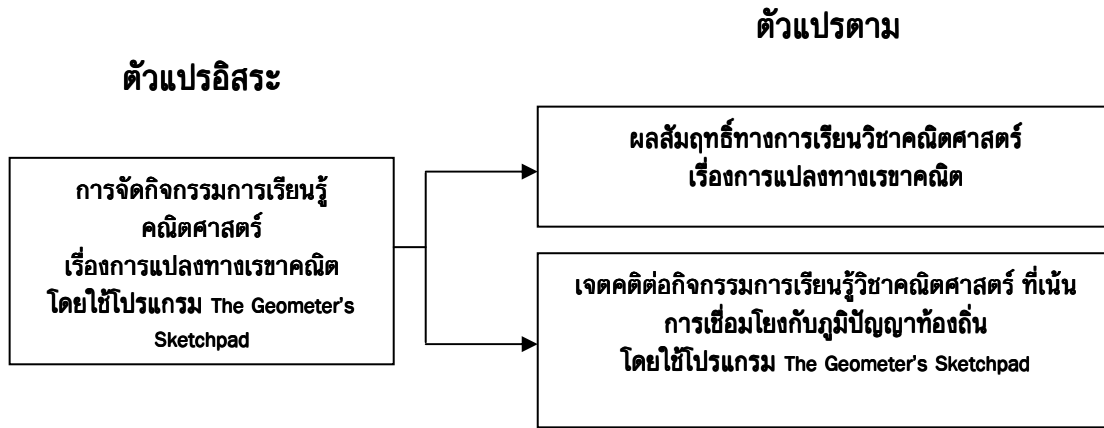 ตัวแปรอิสระ
การจัดกิจกรรมการเรียนรู้
คณิตศาสตร์
เรื่องการแปลงทางเรขาคณิต
โดยใช้โปรแกรม The Geometer's
Sketchpad
ตัวแปรตาม
ผลสัมฤทธิ์ทางการเรียนวิชาคณิตศาสตร์
เรื่องการแปลงทางเรขาคณิต
เจตคติต่อกิจกรรมการเรียนรู้วิชาคณิตศาสตร์ ที่เน้น
การเชื่อมโยงกับภูมิปัญญาท้องถิ่น
โดยใช้โปรแกรม The Geometer's Sketchpad